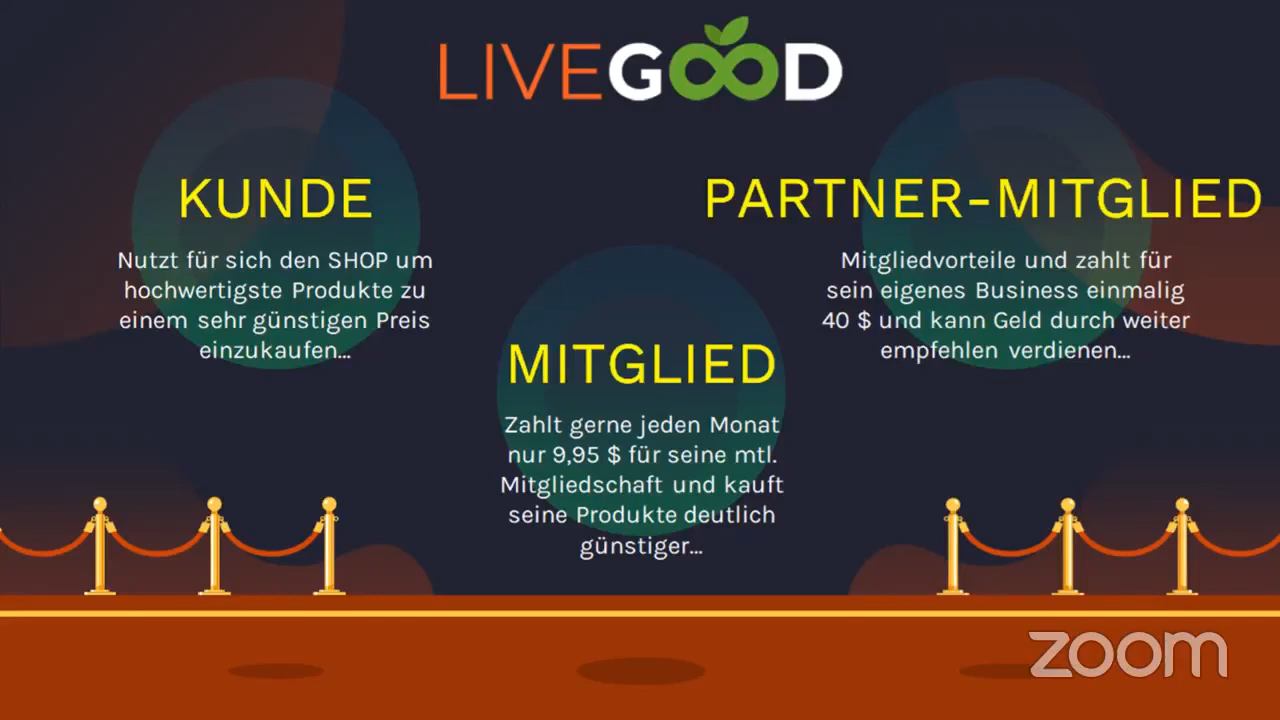 LIVEGOOD
KUNDE
Nutzt für sich den SHOP um
hochwertigste Produkte zu
einem sehr günstigen Preis
einzukaufen...
MITGLIED
Zahlt gerne jeden Monat
nur 9,95 $ für seine mtl.
Mitgliedschaft und kauft
seine Produkte deutlich
günstiger...
PARTNER-MITGLIED
Mitgliedvorteile und zahlt für
sein eigenes Business einmalig
40 $ und kann Geld durch weiter
empfehlen verdienen...
zoom